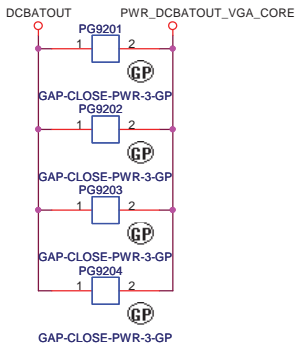 DCBATOUT PWR_DCBATOUT_VGA_CORE
PG9201
1 2
GP
GAP-CLOSE-PWR-3-GP
PG9202
1 2
GP
GAP-CLOSE-PWR-3-GP
PG9203
1 2
GP
GAP-CLOSE-PWR-3-GP
PG9204
1 2
GP
GAP-CLOSE-PWR-3-GP